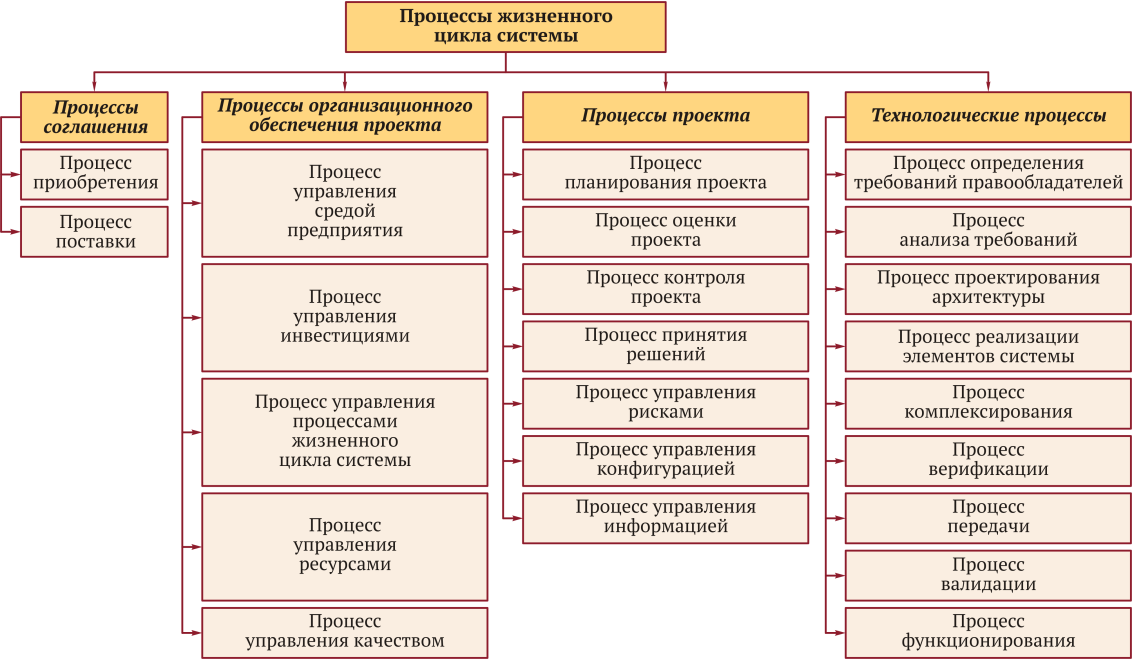 Процессы жизненного
цикла системы
Процессы
соглашения
Процесс
приобретения
Процесс
поставки
Процессы организационного
обеспечения проекта
Процесс
управления
средой
предприятия
Процесс
управления
инвестициями
Процесс управления
процессами
жизненного
цикла системы
Процесс
управления
ресурсами
Процесс
управления качеством
Процессы проекта
Процесс
планирования проекта
Процесс оценки
проекта
Процесс контроля
проекта
Процесс принятия
решений
Процесс управления
рисками
Процесс управления
конфигурацией
Процесс управления
информацией
Технологические процессы
Процесс определения
требований правообладателей
Процесс
анализа требований
Процесс проектирования
архитектуры
Процесс реализации
элементов системы
Процесс
комплексирования
Процесс
верификации
Процесс
передачи
Процесс
валидации
Процесс
функционирования